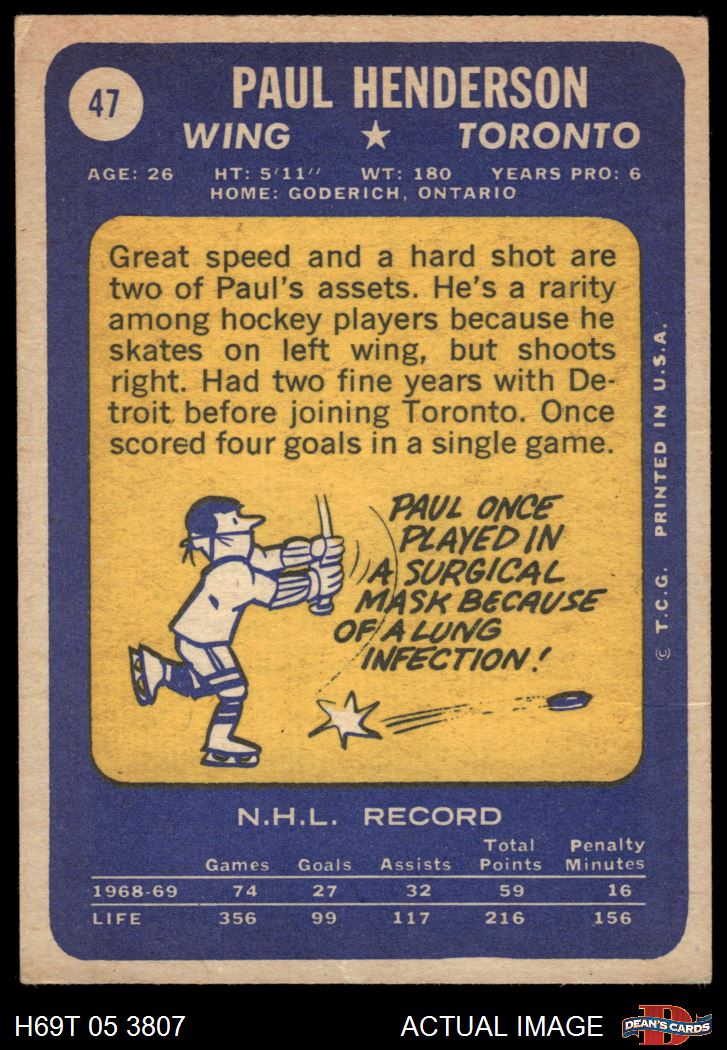 47
PAUL HENDERSON
WING ★ TORONTO
AGE: 26 HT: 5'11" WT: 180 YEARS PRO: 6
HOME: GODERICH, ONTARIO
Great speed and a hard shot are
two of Paul's assets. He's a rarity
among hockey players because he
skates on left wing, but shoots
right. Had two fine years with De-
troit before joining Toronto. Once
scored four goals in a single game.
PAUL ONCE
PLAYED IN
A SURGICAL
MASK BECAUSE
OF A LUNG
INFECTION!
© T.C.G. PRINTED IN U.S.A.
N.H.L. RECORD
Games Goals Assists Total Points Penalty Minutes
1968-69 74 27 32 59 16
LIFE 356 99 117 216 156
H69T 05 3807
ACTUAL IMAGE
DEAN'S CARDS